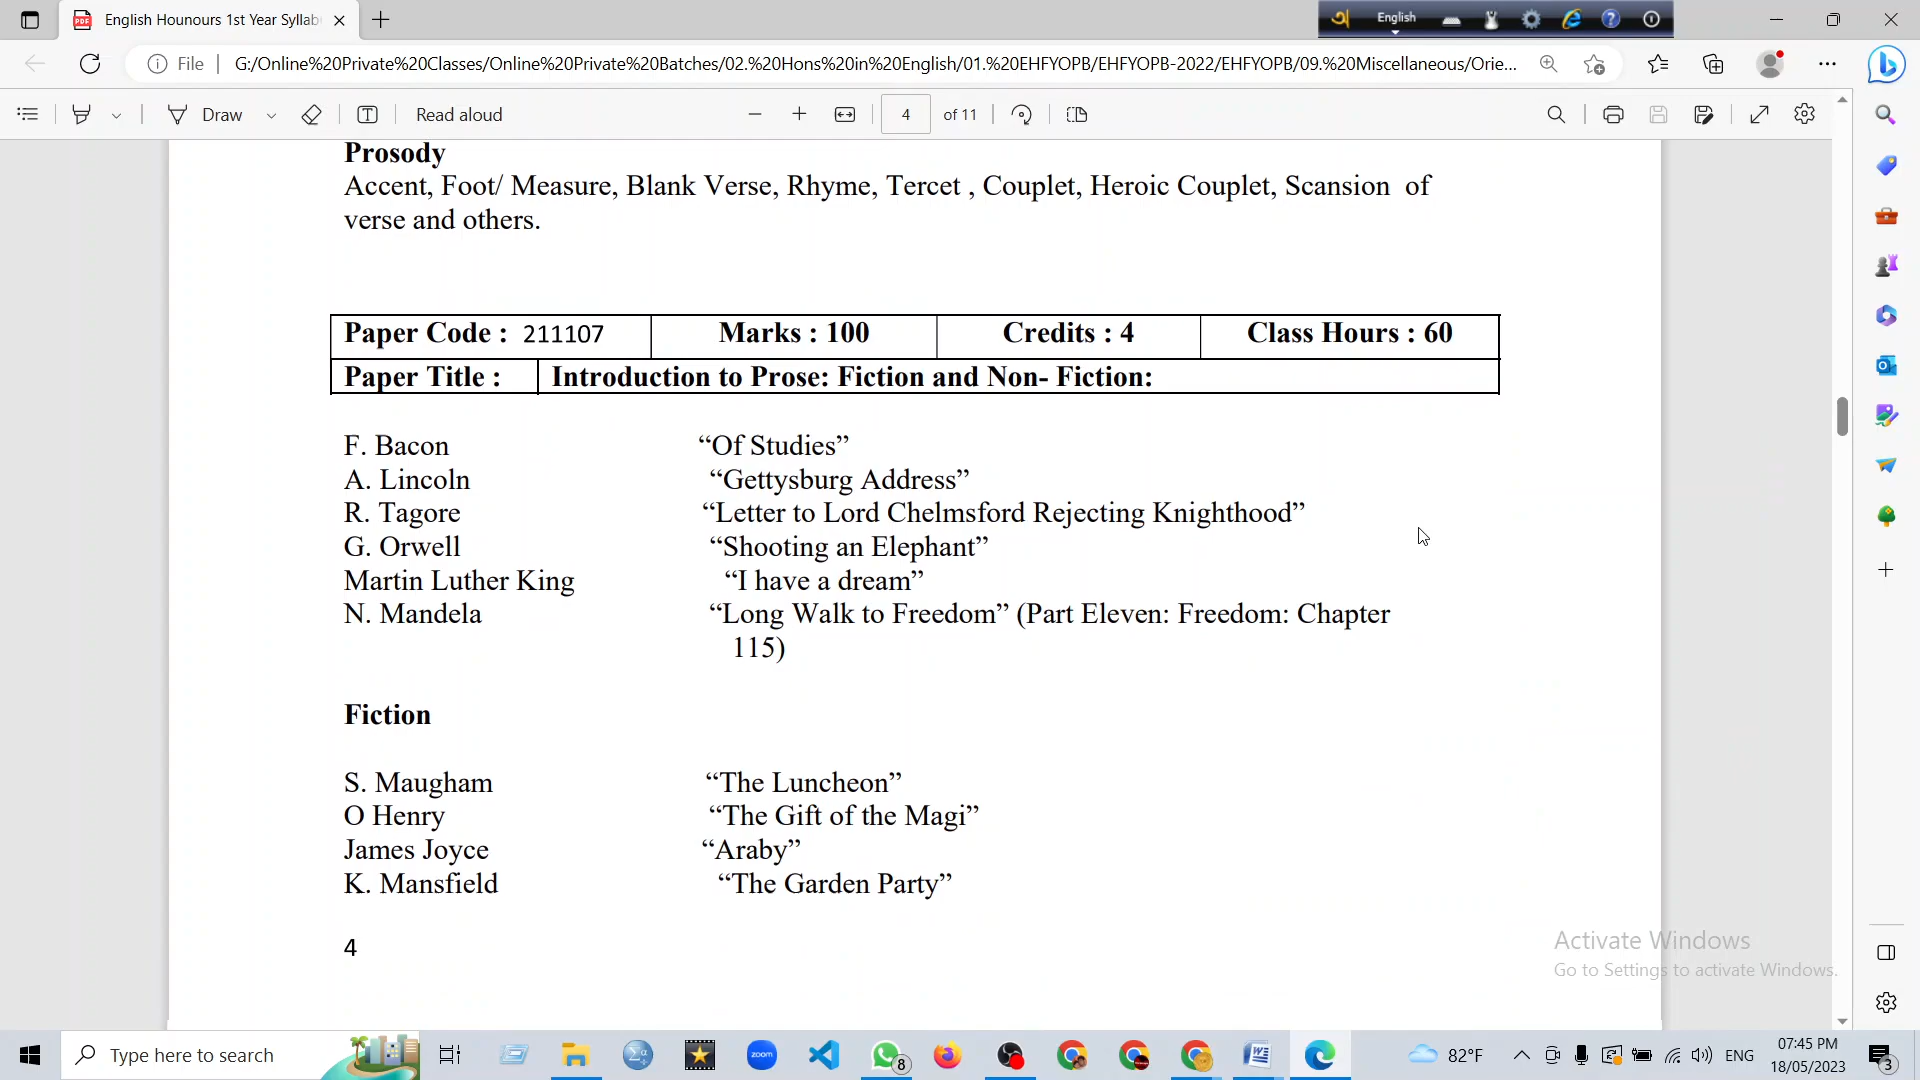 English Hounours 1st Year Syllab
English
File
G:/Online%20Private%20Classes/Online%20Private%20Batches/02.%20Hons%20in%20English/01.%20EHFYOPB/EHFYOPB-2022/EHFYOPB/09.%20Miscellaneous/Orie...
Draw
Read aloud
4
of 11
Prosody
Accent, Foot/ Measure, Blank Verse, Rhyme, Tercet , Couplet, Heroic Couplet, Scansion of
verse and others.
Paper Code : 211107 Marks : 100 Credits : 4 Class Hours : 60
Paper Title : Introduction to Prose: Fiction and Non- Fiction:
F. Bacon “Of Studies”
A. Lincoln “Gettysburg Address”
R. Tagore “Letter to Lord Chelmsford Rejecting Knighthood”
G. Orwell “Shooting an Elephant”
Martin Luther King “I have a dream”
N. Mandela “Long Walk to Freedom” (Part Eleven: Freedom: Chapter
115)
Fiction
S. Maugham “The Luncheon”
O Henry “The Gift of the Magi”
James Joyce “Araby”
K. Mansfield “The Garden Party”
4
Activate Windows
Go to Settings to activate Windows.
Type here to search
zoom
8
82°F
ENG
07:45 PM
18/05/2023
3